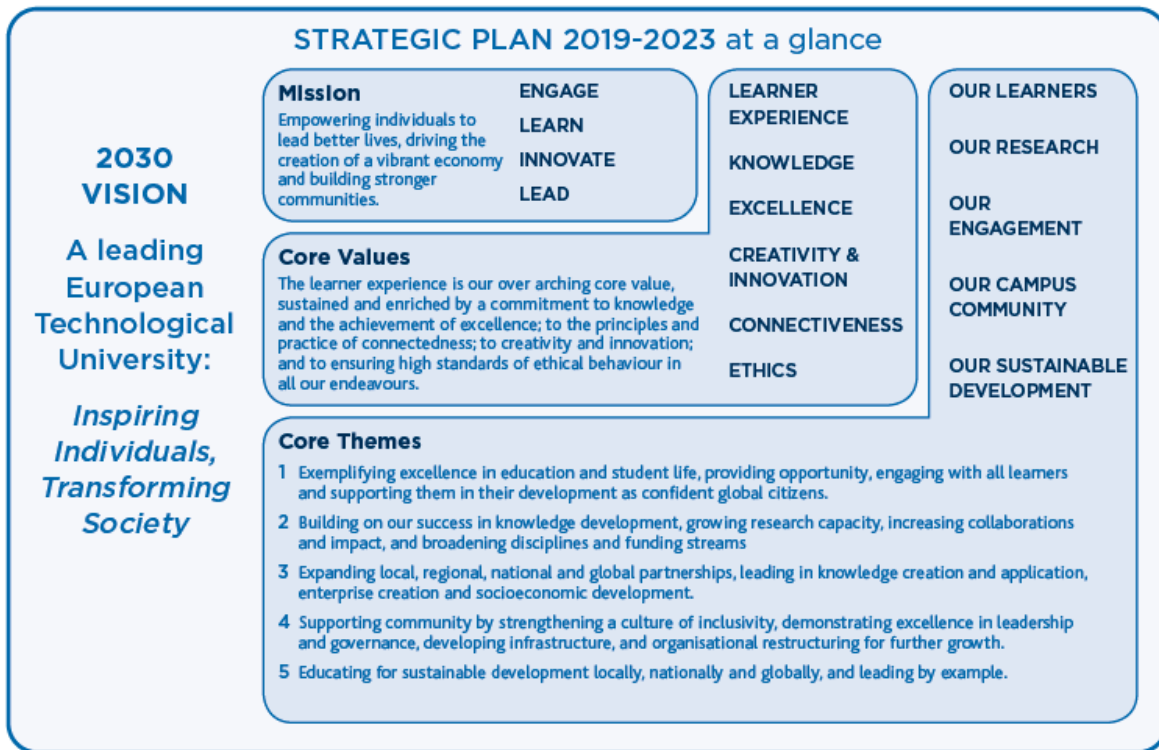 STRATEGIC PLAN 2019-2023 at a glance
2030
VISION
A leading
European
Technological
University:
Inspiring
Individuals,
Transforming
Society
Mission
Empowering individuals to
lead better lives, driving the
creation of a vibrant economy
and building stronger
communities.
ENGAGE
LEARN
INNOVATE
LEAD
Core Values
The learner experience is our over arching core value,
sustained and enriched by a commitment to knowledge
and the achievement of excellence; to the principles and
practice of connectedness; to creativity and innovation;
and to ensuring high standards of ethical behaviour in
all our endeavours.
LEARNER
EXPERIENCE
KNOWLEDGE
EXCELLENCE
CREATIVITY &
INNOVATION
CONNECTIVENESS
ETHICS
OUR LEARNERS
OUR RESEARCH
OUR
ENGAGEMENT
OUR CAMPUS
COMMUNITY
OUR SUSTAINABLE
DEVELOPMENT
Core Themes
1 Exemplifying excellence in education and student life, providing opportunity, engaging with all learners
and supporting them in their development as confident global citizens.
2 Building on our success in knowledge development, growing research capacity, increasing collaborations
and impact, and broadening disciplines and funding streams
3 Expanding local, regional, national and global partnerships, leading in knowledge creation and application,
enterprise creation and socioeconomic development.
4 Supporting community by strengthening a culture of inclusivity, demonstrating excellence in leadership
and governance, developing infrastructure, and organisational restructuring for further growth.
5 Educating for sustainable development locally, nationally and globally, and leading by example.